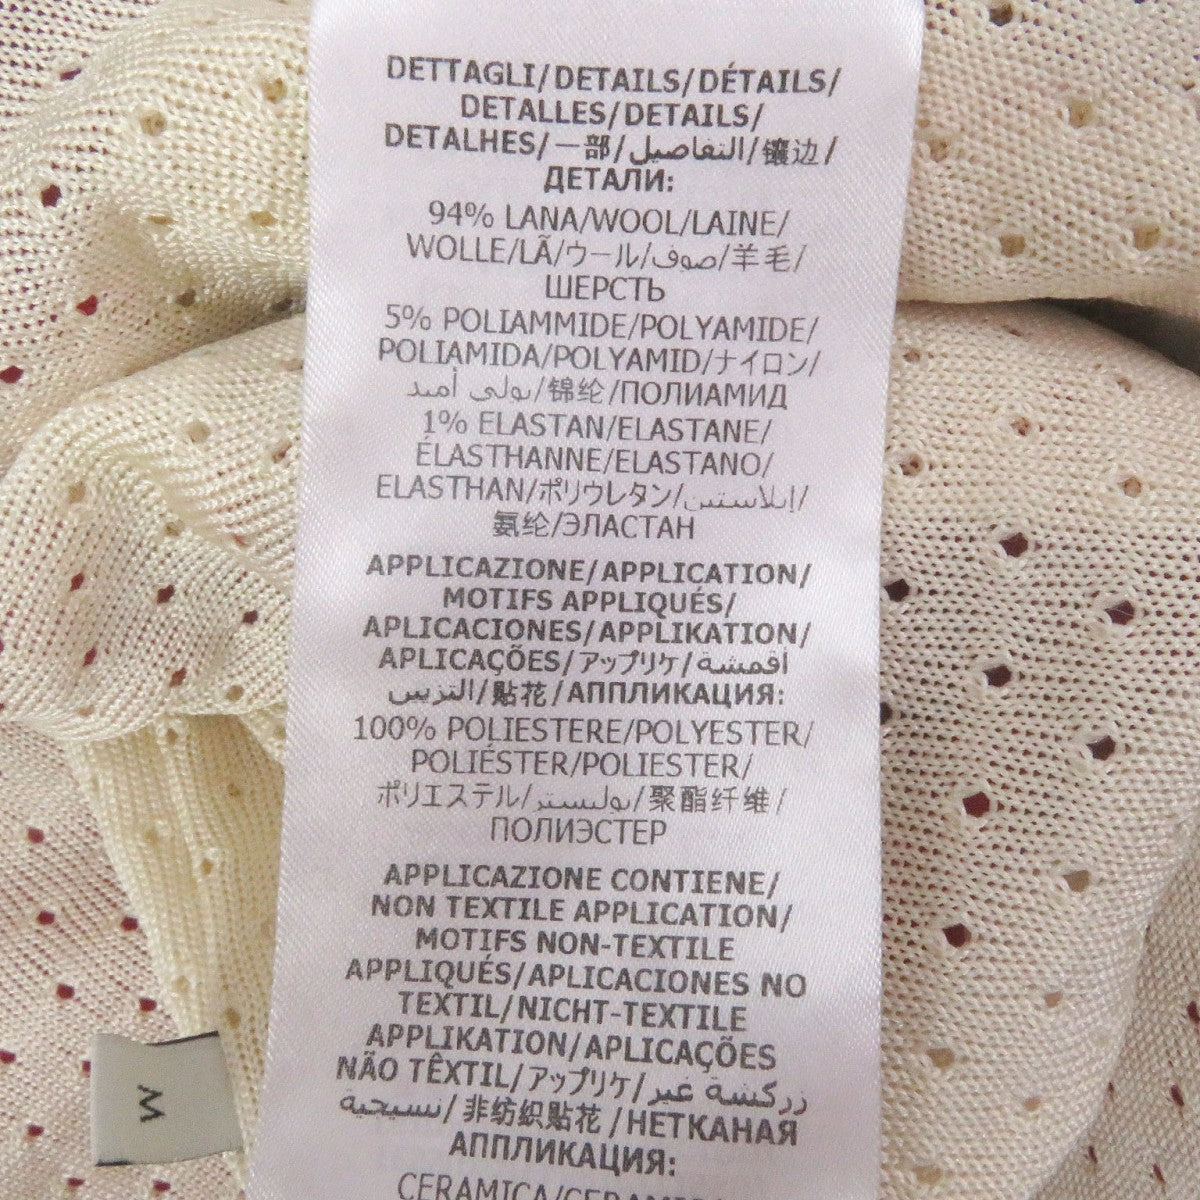 DETTAGLI/DETAILS/DÉTAILS/
DETALLES/DETAILS/
DETALHES/一部/التفاصيل/镶边/
ДЕТАЛИ:
94% LANA/WOOL/LAINE/
WOLLE/LÃ/ウール/صوف/羊毛/
ШЕРСТЬ
5% POLIAMMIDE/POLYAMIDE/
POLIAMIDA/POLYAMID/ナイロン/
بولي أميد/锦纶/ПОЛИАМИД
1% ELASTAN/ELASTANE/
ÉLASTHANNE/ELASTANO/
ELASTHAN/ポリウレタン/إيلاستين/
氨纶/ЭЛАСТАН
APPLICAZIONE/APPLICATION/
MOTIFS APPLIQUÉS/
APLICACIONES/APPLIKATION/
APLICAÇÕES/アップリケ/أقمشة
التزيين/贴花/АППЛИКАЦИЯ:
100% POLIESTERE/POLYESTER/
POLIÉSTER/POLIESTER/
ポリエステル/بوليستر/聚酯纤维/
ПОЛИЭСТЕР
APPLICAZIONE CONTIENE/
NON TEXTILE APPLICATION/
MOTIFS NON-TEXTILE
APPLIQUÉS/APLICACIONES NO
TEXTIL/NICHT-TEXTILE
APPLIKATION/APLICAÇÕES
NÃO TÊXTIL/アップリケ/زركشة غير
نسيجية/非纺织贴花/НЕТКАНАЯ
АППЛИКАЦИЯ:
CERAMICA/CERAMIC
M